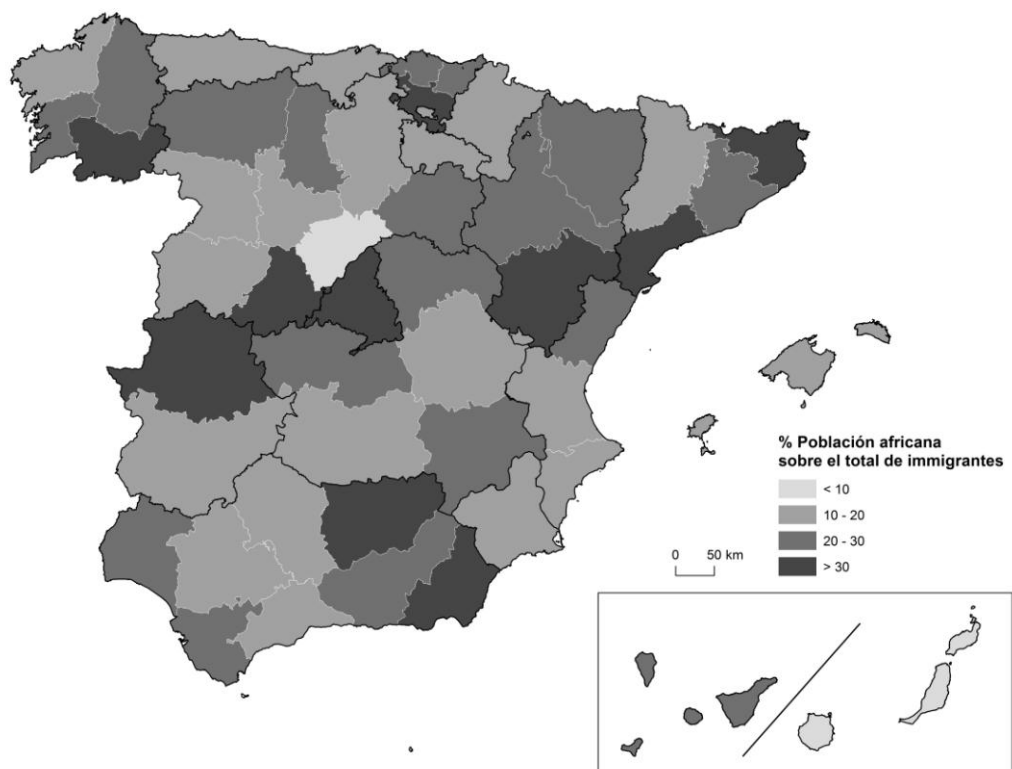 % Población africana
sobre el total de immigrantes
< 10
10 - 20
20 - 30
> 30
0 50 km